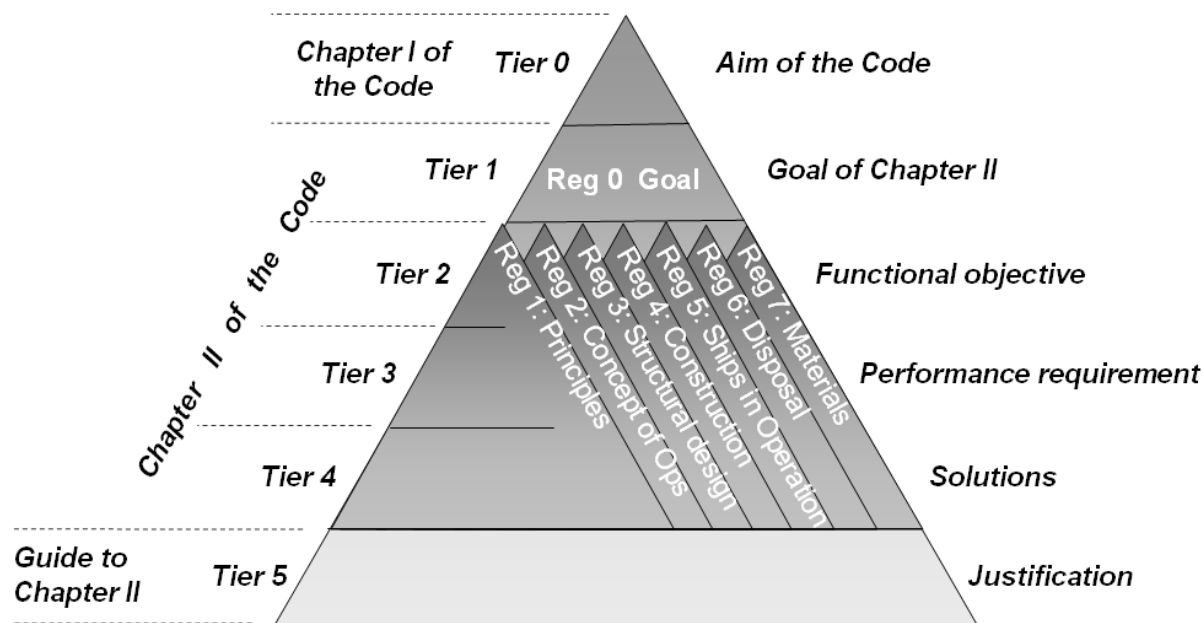 Chapter I of
the Code
Tier 0
Aim of the Code
Tier 1
Reg 0 Goal
Goal of Chapter II
Chapter II of the Code
Tier 2
Functional objective
Reg 1: Principles
Reg 2: Concept of Ops
Reg 3: Structural design
Reg 4: Construction
Reg 5: Ships in Operation
Reg 6: Disposal
Reg 7: Materials
Tier 3
Performance requirement
Tier 4
Solutions
Guide to
Chapter II
Tier 5
Justification